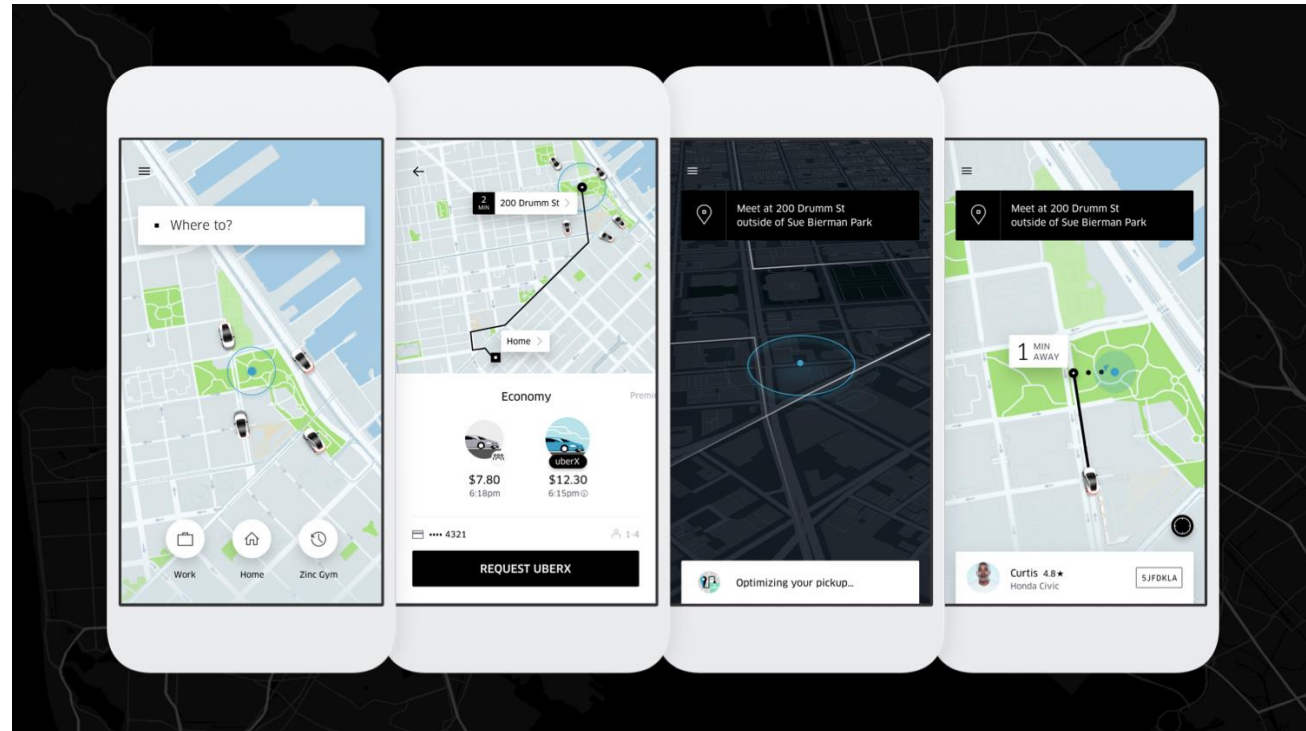 Where to?
Work
Home
Zinc Gym
2
MIN
200 Drumm St
Home
Economy
uberX
$7.80
$12.30
6:18pm
6:15pm
•••• 4321
1-4
REQUEST UBERX
Meet at 200 Drumm St
outside of Sue Bierman Park
Optimizing your pickup...
Meet at 200 Drumm St
outside of Sue Bierman Park
1 MIN
AWAY
Curtis 4.8★
Honda Civic
5JFDKLA